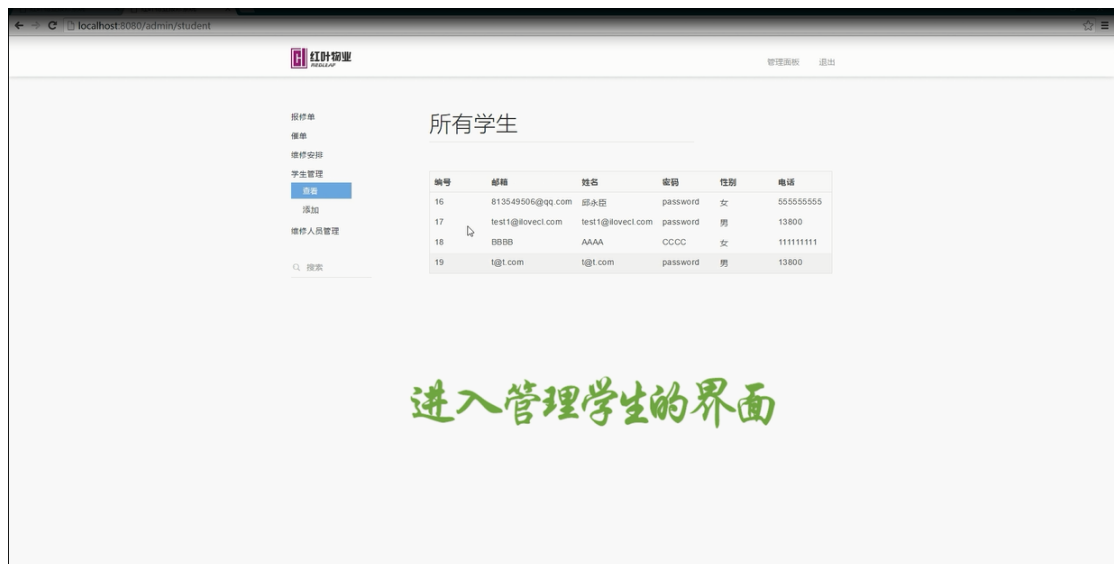 localhost:8080/admin/student
红叶物业
REDLEAF
管理面板 退出
报修单
催单
维修安排
学生管理
查看
添加
维修人员管理
搜索
所有学生
编号 邮箱 姓名 密码 性别 电话
16 813549506@qq.com 邱永臣 password 女 555555555
17 test1@ilovecl.com test1@ilovecl.com password 男 13800
18 BBBB AAAA CCCC 女 111111111
19 t@t.com t@t.com password 男 13800
进入管理学生的界面